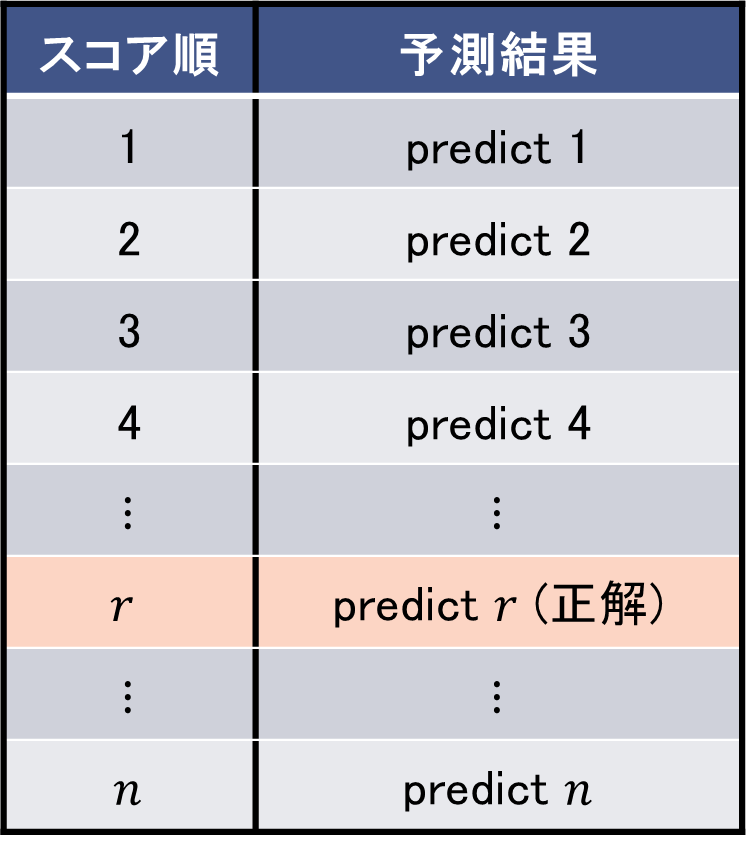 スコア順 予測結果
1 predict 1
2 predict 2
3 predict 3
4 predict 4
⋮ ⋮
r predict r (正解)
⋮ ⋮
n predict n